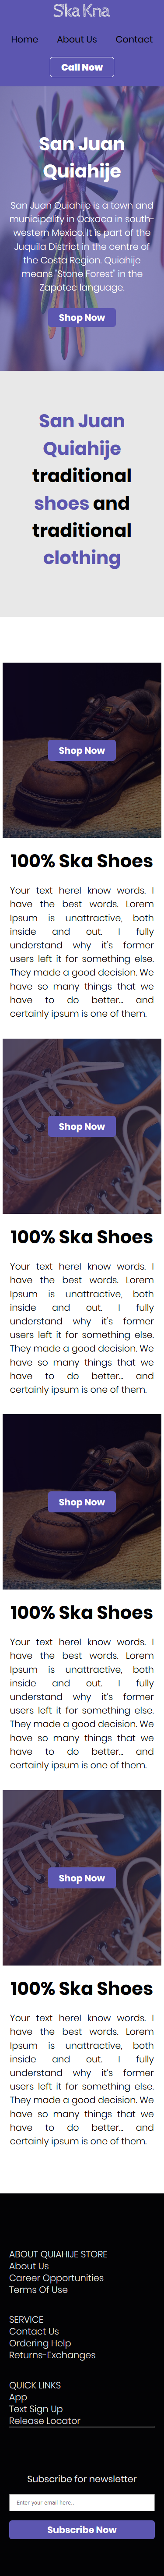 S'ka Kna
Home About Us Contact
Call Now
San Juan
Quiahije
San Juan Quiahije is a town and
municipality in Oaxaca in south-
western Mexico. It is part of the
Juquila District in the centre of
the Costa Region. Quiahije
means "Stone Forest" in the
Zapotec language.
Shop Now
San Juan
Quiahije
traditional
shoes and
traditional
clothing
Shop Now
100% Ska Shoes
Your text hereI know words. I
have the best words. Lorem
Ipsum is unattractive, both
inside and out. I fully
understand why it's former
users left it for something else.
They made a good decision. We
have so many things that we
have to do better... and
certainly ipsum is one of them.
Shop Now
100% Ska Shoes
Your text hereI know words. I
have the best words. Lorem
Ipsum is unattractive, both
inside and out. I fully
understand why it's former
users left it for something else.
They made a good decision. We
have so many things that we
have to do better... and
certainly ipsum is one of them.
Shop Now
100% Ska Shoes
Your text hereI know words. I
have the best words. Lorem
Ipsum is unattractive, both
inside and out. I fully
understand why it's former
users left it for something else.
They made a good decision. We
have so many things that we
have to do better... and
certainly ipsum is one of them.
Shop Now
100% Ska Shoes
Your text hereI know words. I
have the best words. Lorem
Ipsum is unattractive, both
inside and out. I fully
understand why it's former
users left it for something else.
They made a good decision. We
have so many things that we
have to do better... and
certainly ipsum is one of them.
ABOUT QUIAHIJE STORE
About Us
Career Opportunities
Terms Of Use
SERVICE
Contact Us
Ordering Help
Returns-Exchanges
QUICK LINKS
App
Text Sign Up
Release Locator
Subscribe for newsletter
Enter your email here...
Subscribe Now